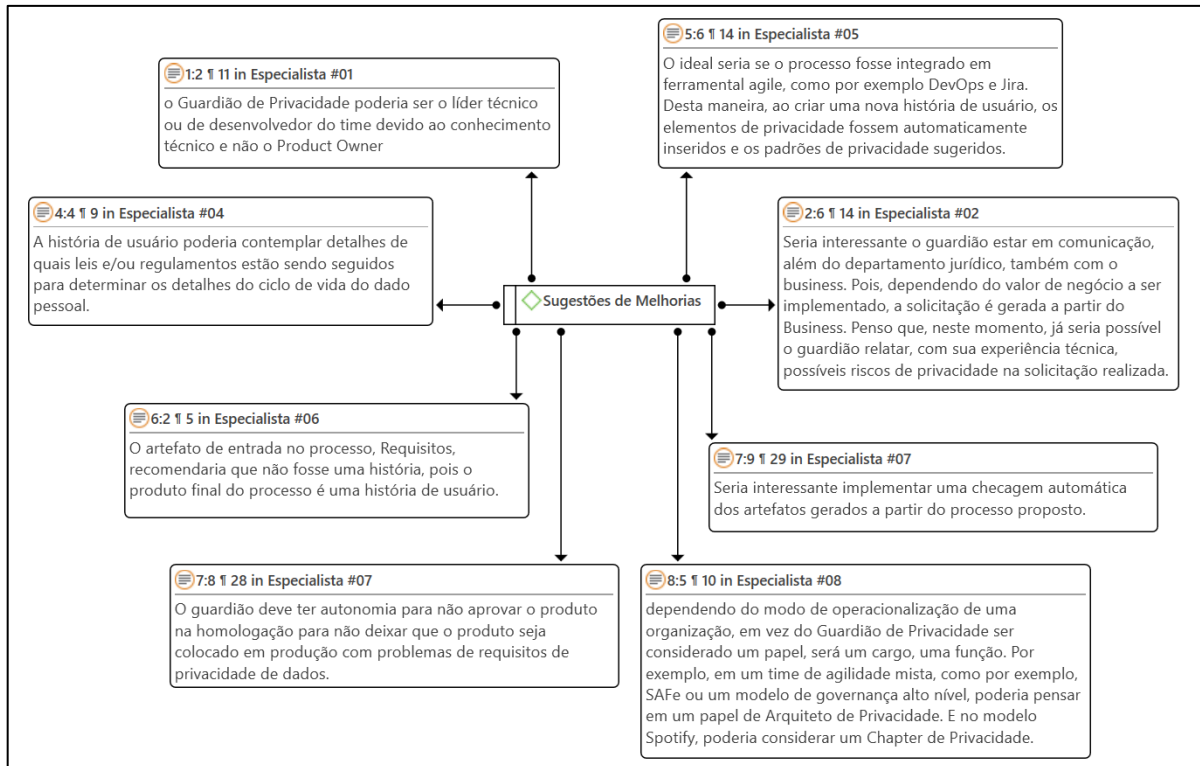 5:6 ¶ 14 in Especialista #05
O ideal seria se o processo fosse integrado em
ferramental agile, como por exemplo DevOps e Jira.
Desta maneira, ao criar uma nova história de usuário, os
elementos de privacidade fossem automaticamente
inseridos e os padrões de privacidade sugeridos.
1:2 ¶ 11 in Especialista #01
o Guardião de Privacidade poderia ser o líder técnico
ou de desenvolvedor do time devido ao conhecimento
técnico e não o Product Owner
4:4 ¶ 9 in Especialista #04
A história de usuário poderia contemplar detalhes de
quais leis e/ou regulamentos estão sendo seguidos
para determinar os detalhes do ciclo de vida do dado
pessoal.
2:6 ¶ 14 in Especialista #02
Seria interessante o guardião estar em comunicação,
além do departamento jurídico, também com o
business. Pois, dependendo do valor de negócio a ser
implementado, a solicitação é gerada a partir do
Business. Penso que, neste momento, já seria possível
o guardião relatar, com sua experiência técnica,
possíveis riscos de privacidade na solicitação realizada.
Sugestões de Melhorias
6:2 ¶ 5 in Especialista #06
O artefato de entrada no processo, Requisitos,
recomendaria que não fosse uma história, pois o
produto final do processo é uma história de usuário.
7:9 ¶ 29 in Especialista #07
Seria interessante implementar uma checagem automática
dos artefatos gerados a partir do processo proposto.
7:8 ¶ 28 in Especialista #07
O guardião deve ter autonomia para não aprovar o produto
na homologação para não deixar que o produto seja
colocado em produção com problemas de requisitos de
privacidade de dados.
8:5 ¶ 10 in Especialista #08
dependendo do modo de operacionalização de uma
organização, em vez do Guardião de Privacidade ser
considerado um papel, será um cargo, uma função. Por
exemplo, em um time de agilidade mista, como por exemplo,
SAFe ou um modelo de governança alto nível, poderia pensar
em um papel de Arquiteto de Privacidade. E no modelo
Spotify, poderia considerar um Chapter de Privacidade.